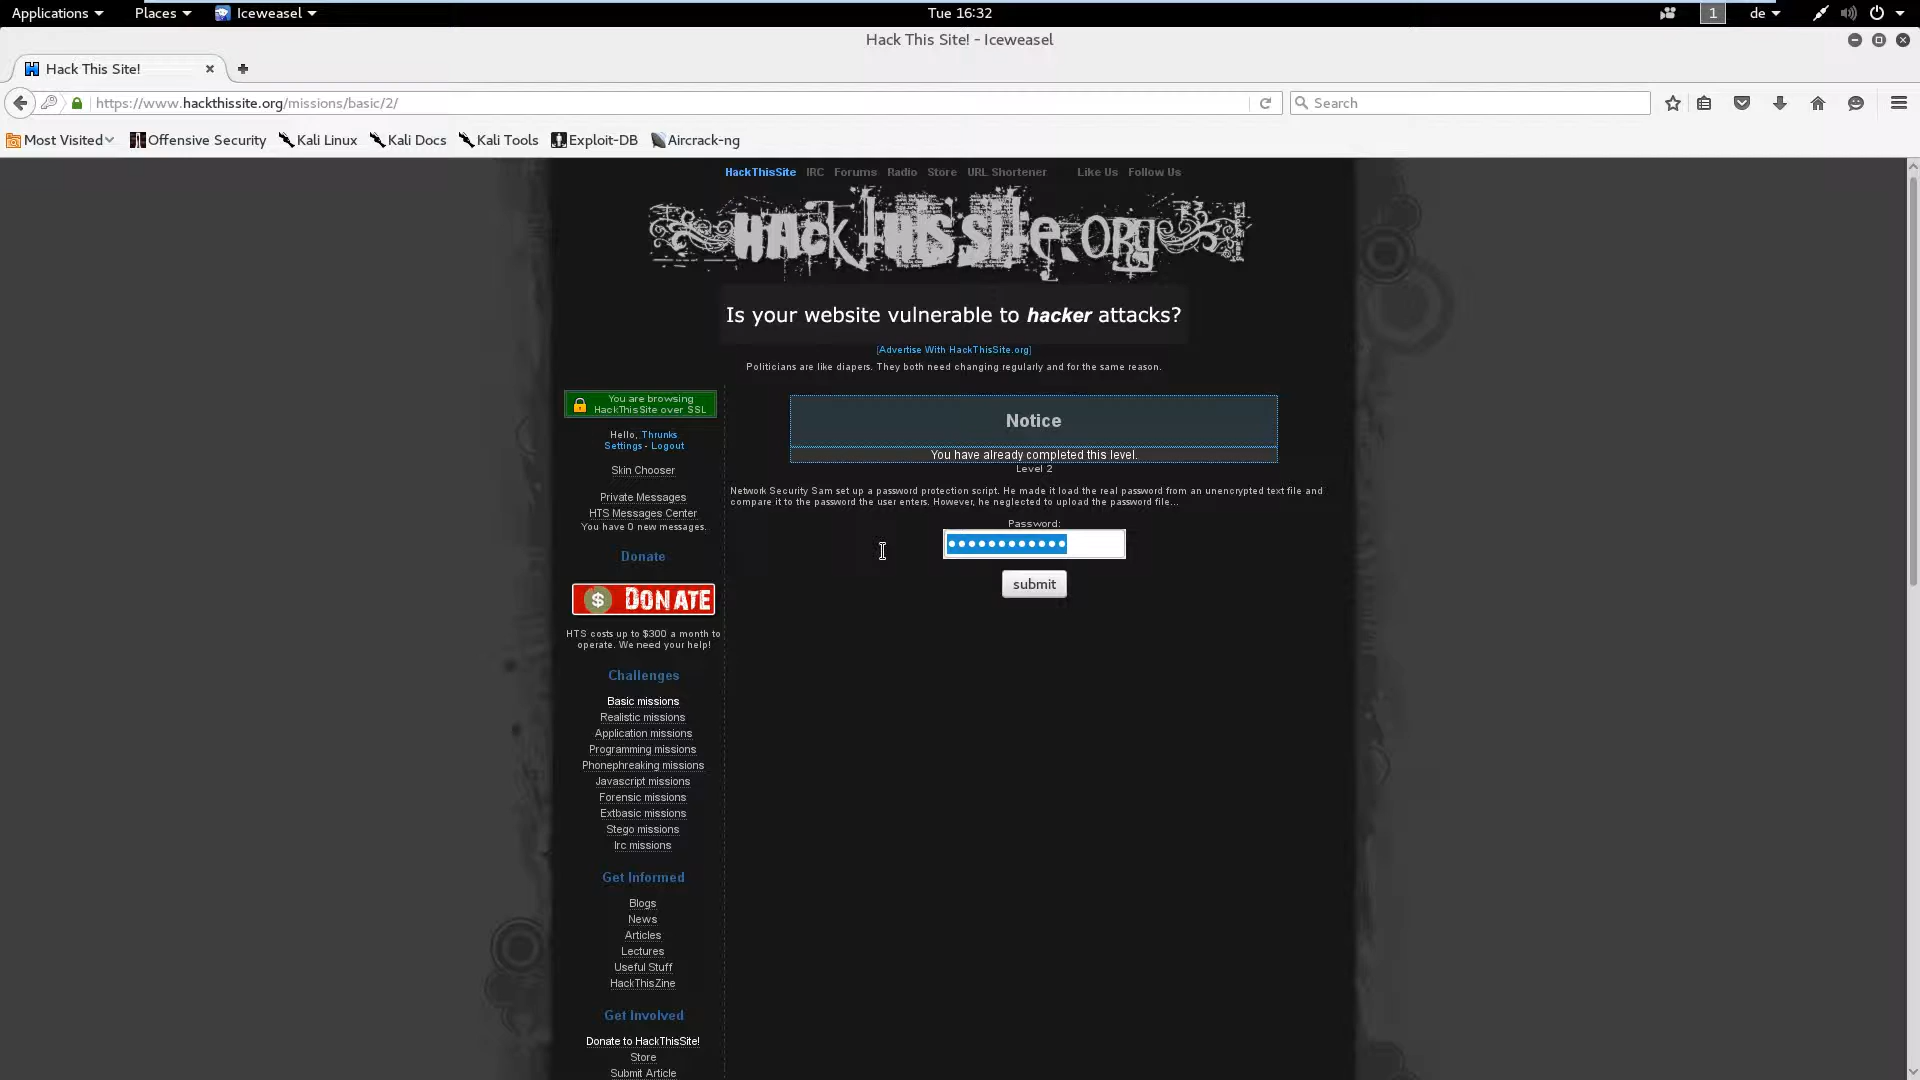 Applications Places Iceweasel Tue 16:32 1 de
Hack This Site! - Iceweasel
Hack This Site!
https://www.hackthissite.org/missions/basic/2/ Search
Most Visited Offensive Security Kali Linux Kali Docs Kali Tools Exploit-DB Aircrack-ng
HackThisSite IRC Forums Radio Store URL Shortener Like Us Follow Us
HACkTHISSite.ORG
Is your website vulnerable to hacker attacks?
[Advertise With HackThisSite.org]
Politicians are like diapers. They both need changing regularly and for the same reason.
You are browsing
HackThisSite over SSL
Hello, Thrunks
Settings - Logout
Skin Chooser
Private Messages
HTS Messages Center
You have 0 new messages.
Donate
$ DONATE
HTS costs up to $300 a month to
operate. We need your help!
Challenges
Basic missions
Realistic missions
Application missions
Programming missions
Phonephreaking missions
Javascript missions
Forensic missions
Extbasic missions
Stego missions
Irc missions
Get Informed
Blogs
News
Articles
Lectures
Useful Stuff
HackThisZine
Get Involved
Donate to HackThisSite!
Store
Submit Article
Notice
You have already completed this level.
Level 2
Network Security Sam set up a password protection script. He made it load the real password from an unencrypted text file and
compare it to the password the user enters. However, he neglected to upload the password file...
Password:
submit